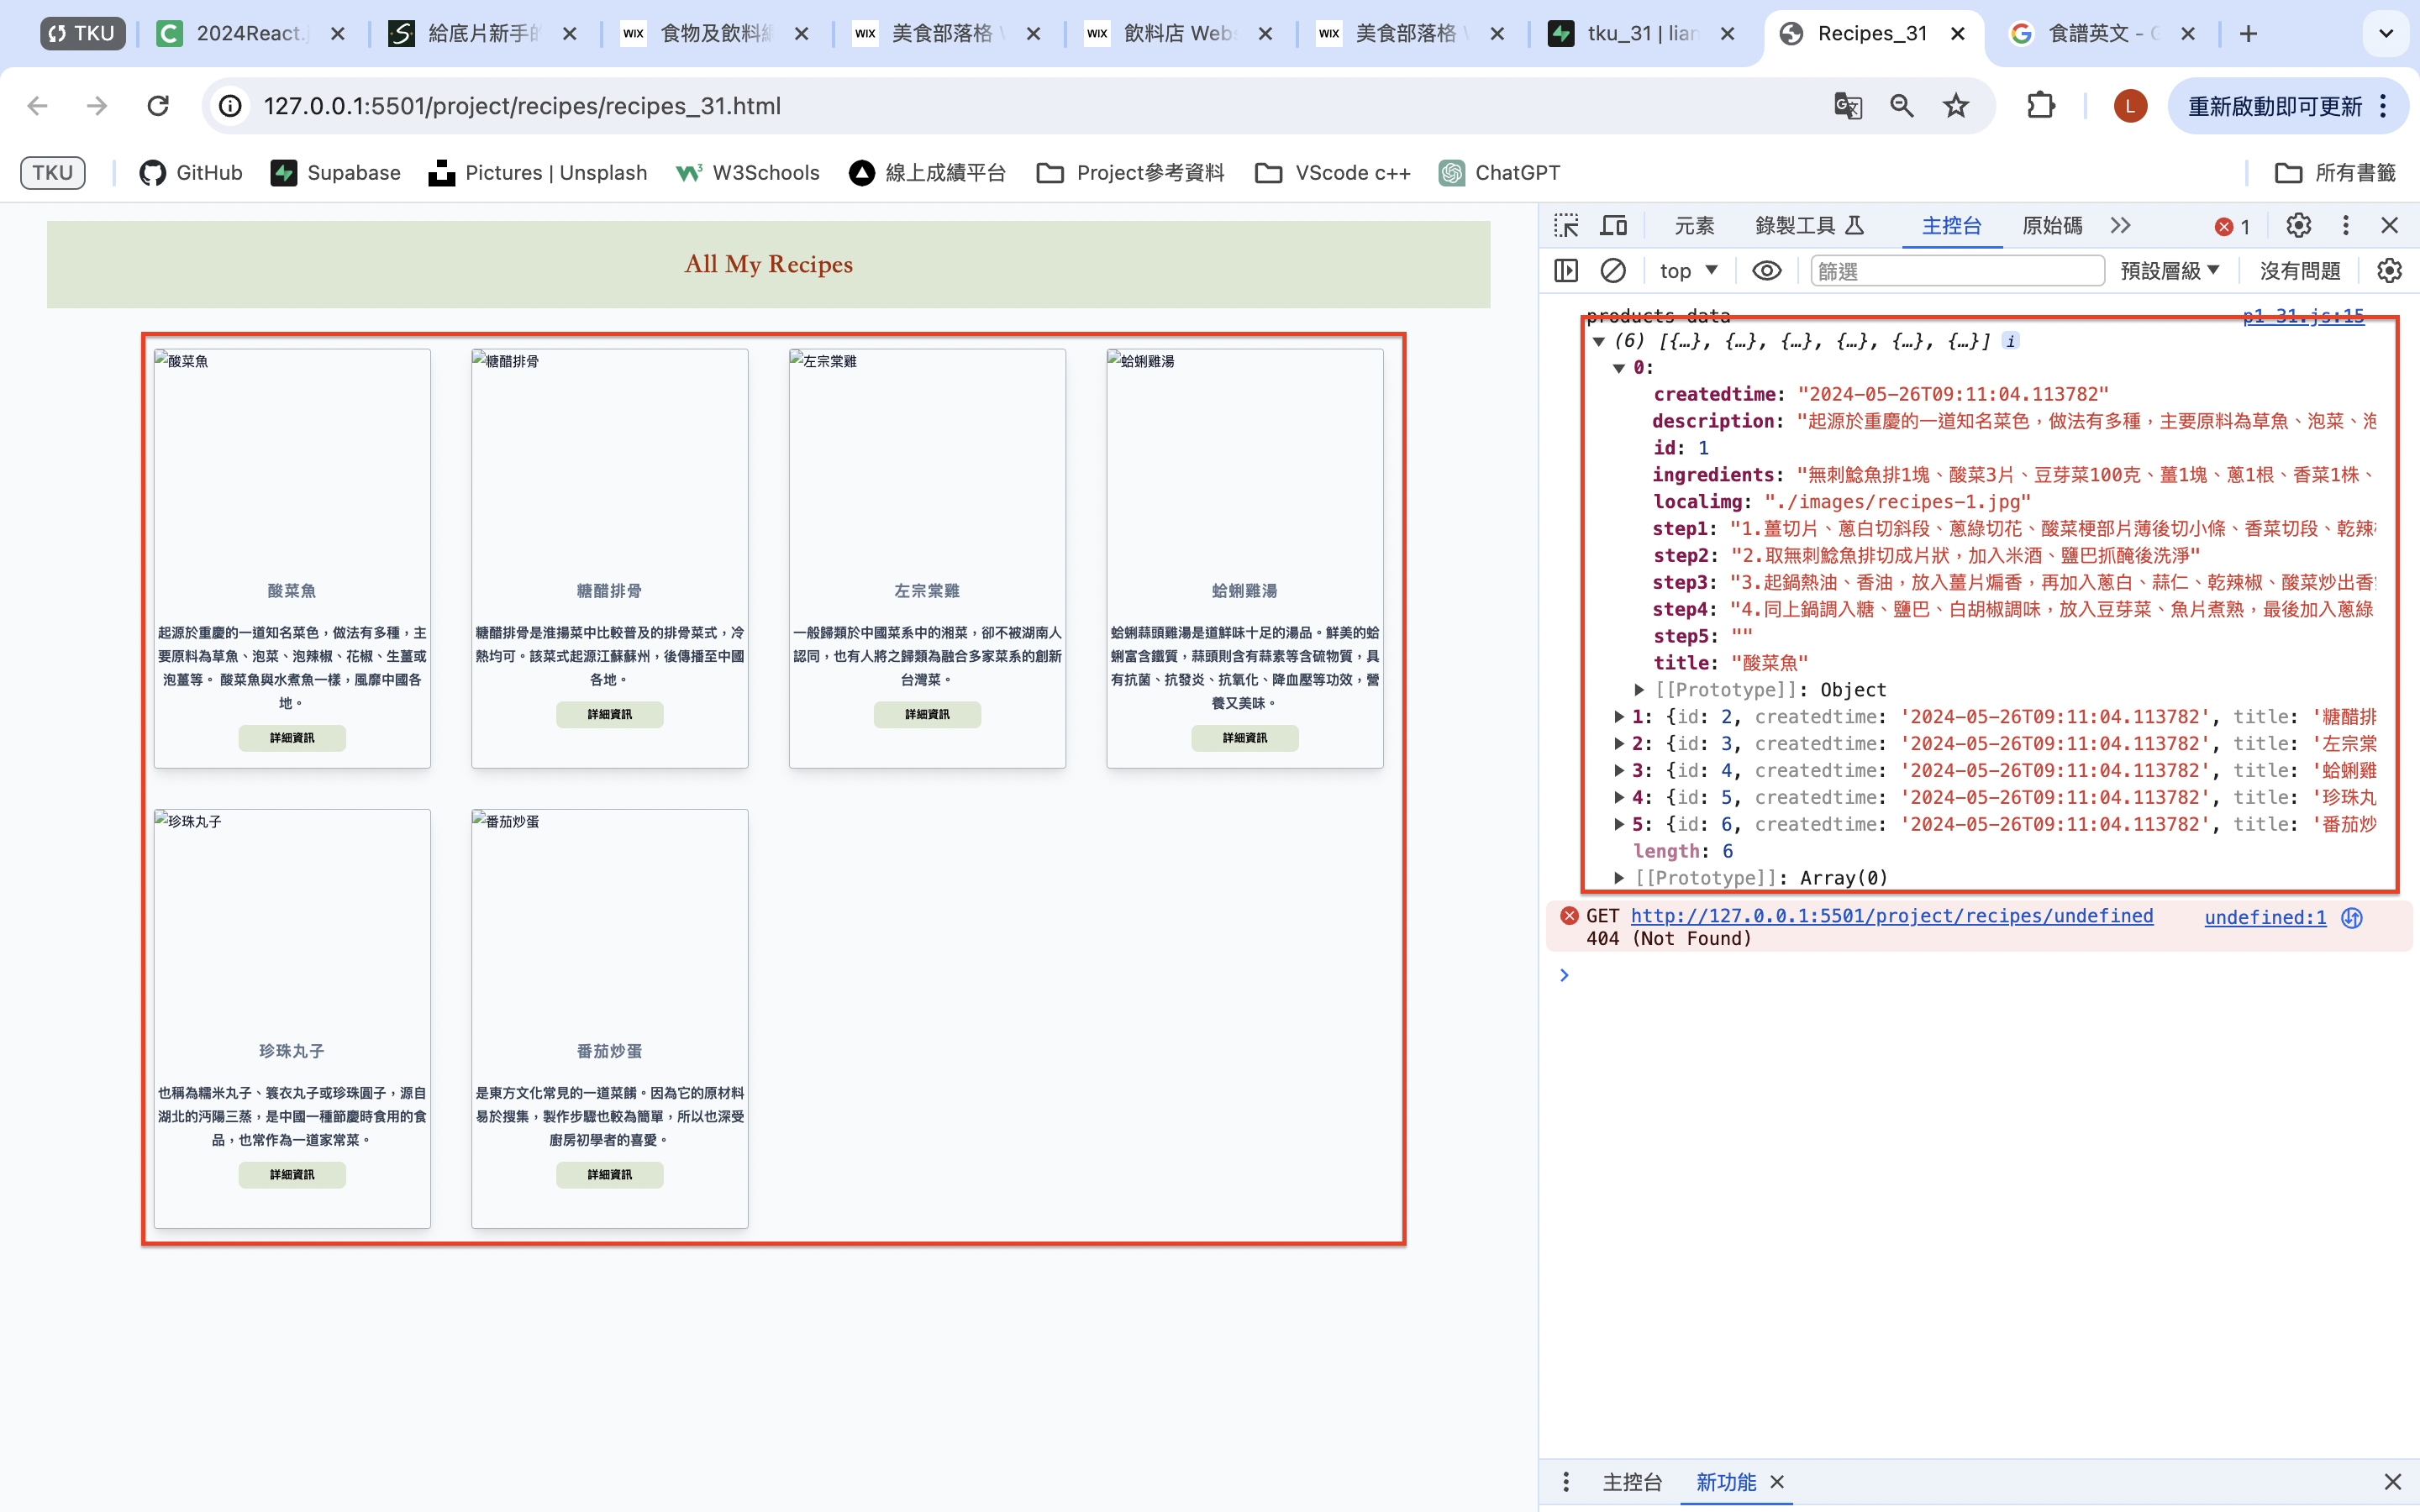 TKU
2024React.j
給底片新手的
食物及飲料網
美食部落格 W
飲料店 Webs
美食部落格 W
tku_31 | lian
Recipes_31
食譜英文 - G
127.0.0.1:5501/project/recipes/recipes_31.html
L
重新啟動即可更新
TKU
GitHub
Supabase
Pictures | Unsplash
W3Schools
線上成績平台
Project參考資料
VScode c++
ChatGPT
所有書籤
All My Recipes
酸菜魚
糖醋排骨
左宗棠雞
蛤蜊雞湯
酸菜魚
起源於重慶的一道知名菜色，做法有多種，主
要原料為草魚、泡菜、泡辣椒、花椒、生薑或
泡薑等。 酸菜魚與水煮魚一樣，風靡中國各
地。
詳細資訊
糖醋排骨
糖醋排骨是淮揚菜中比較普及的排骨菜式，冷
熱均可。該菜式起源江蘇蘇州，後傳播至中國
各地。
詳細資訊
左宗棠雞
一般歸類於中國菜系中的湘菜，卻不被湖南人
認同，也有人將之歸類為融合多家菜系的創新
台灣菜。
詳細資訊
蛤蜊雞湯
蛤蜊蒜頭雞湯是道鮮味十足的湯品。鮮美的蛤
蜊富含鐵質，蒜頭則含有蒜素等含硫物質，具
有抗菌、抗發炎、抗氧化、降血壓等功效，營
養又美味。
詳細資訊
珍珠丸子
番茄炒蛋
珍珠丸子
也稱為糯米丸子、簑衣丸子或珍珠圓子，源自
湖北的沔陽三蒸，是中國一種節慶時食用的食
品，也常作為一道家常菜。
詳細資訊
番茄炒蛋
是東方文化常見的一道菜餚。因為它的原材料
易於搜集，製作步驟也較為簡單，所以也深受
廚房初學者的喜愛。
詳細資訊
元素
錄製工具
主控台
原始碼
1
top
篩選
預設層級
沒有問題
products data
p1_31.js:15
(6) [{…}, {…}, {…}, {…}, {…}, {…}]
0:
createdtime: "2024-05-26T09:11:04.113782"
description: "起源於重慶的一道知名菜色，做法有多種，主要原料為草魚、泡菜、泡
id: 1
ingredients: "無刺鯰魚排1塊、酸菜3片、豆芽菜100克、薑1塊、蔥1根、香菜1株、
localimg: "./images/recipes-1.jpg"
step1: "1.薑切片、蔥白切斜段、蔥綠切花、酸菜梗部片薄後切小條、香菜切段、乾辣
step2: "2.取無刺鯰魚排切成片狀，加入米酒、鹽巴抓醃後洗淨"
step3: "3.起鍋熱油、香油，放入薑片煸香，再加入蔥白、蒜仁、乾辣椒、酸菜炒出香
step4: "4.同上鍋調入糖、鹽巴、白胡椒調味，放入豆芽菜、魚片煮熟，最後加入蔥綠
step5: ""
title: "酸菜魚"
[[Prototype]]: Object
1: {id: 2, createdtime: '2024-05-26T09:11:04.113782', title: '糖醋排
2: {id: 3, createdtime: '2024-05-26T09:11:04.113782', title: '左宗棠
3: {id: 4, createdtime: '2024-05-26T09:11:04.113782', title: '蛤蜊雞
4: {id: 5, createdtime: '2024-05-26T09:11:04.113782', title: '珍珠丸
5: {id: 6, createdtime: '2024-05-26T09:11:04.113782', title: '番茄炒
length: 6
[[Prototype]]: Array(0)
GET http://127.0.0.1:5501/project/recipes/undefined
undefined:1
404 (Not Found)
主控台
新功能